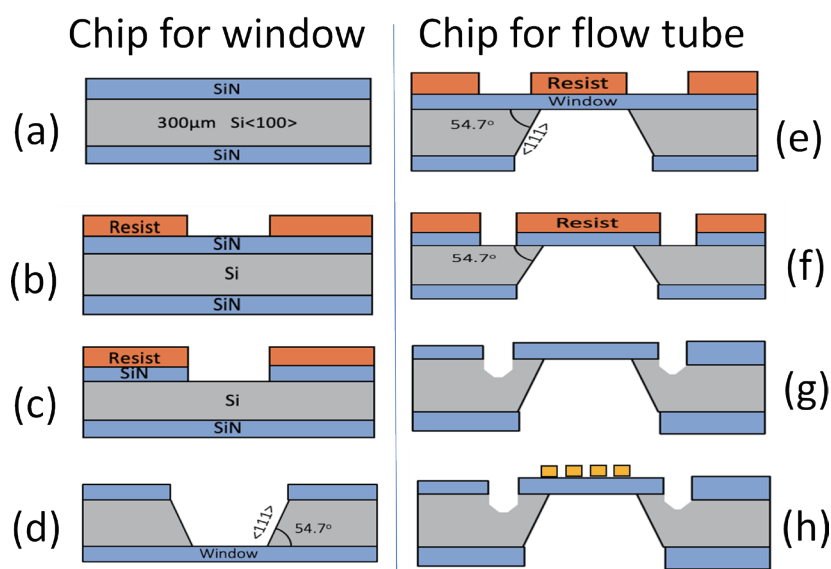 Chip for window
Chip for flow tube
(a)
SiN
300μm Si<100>
SiN
(b)
Resist
SiN
Si
SiN
(c)
Resist
SiN
Si
SiN
(d)
<111>
54.7°
Window
Resist
Window
54.7°
<111>
(e)
Resist
54.7°
(f)
(g)
(h)